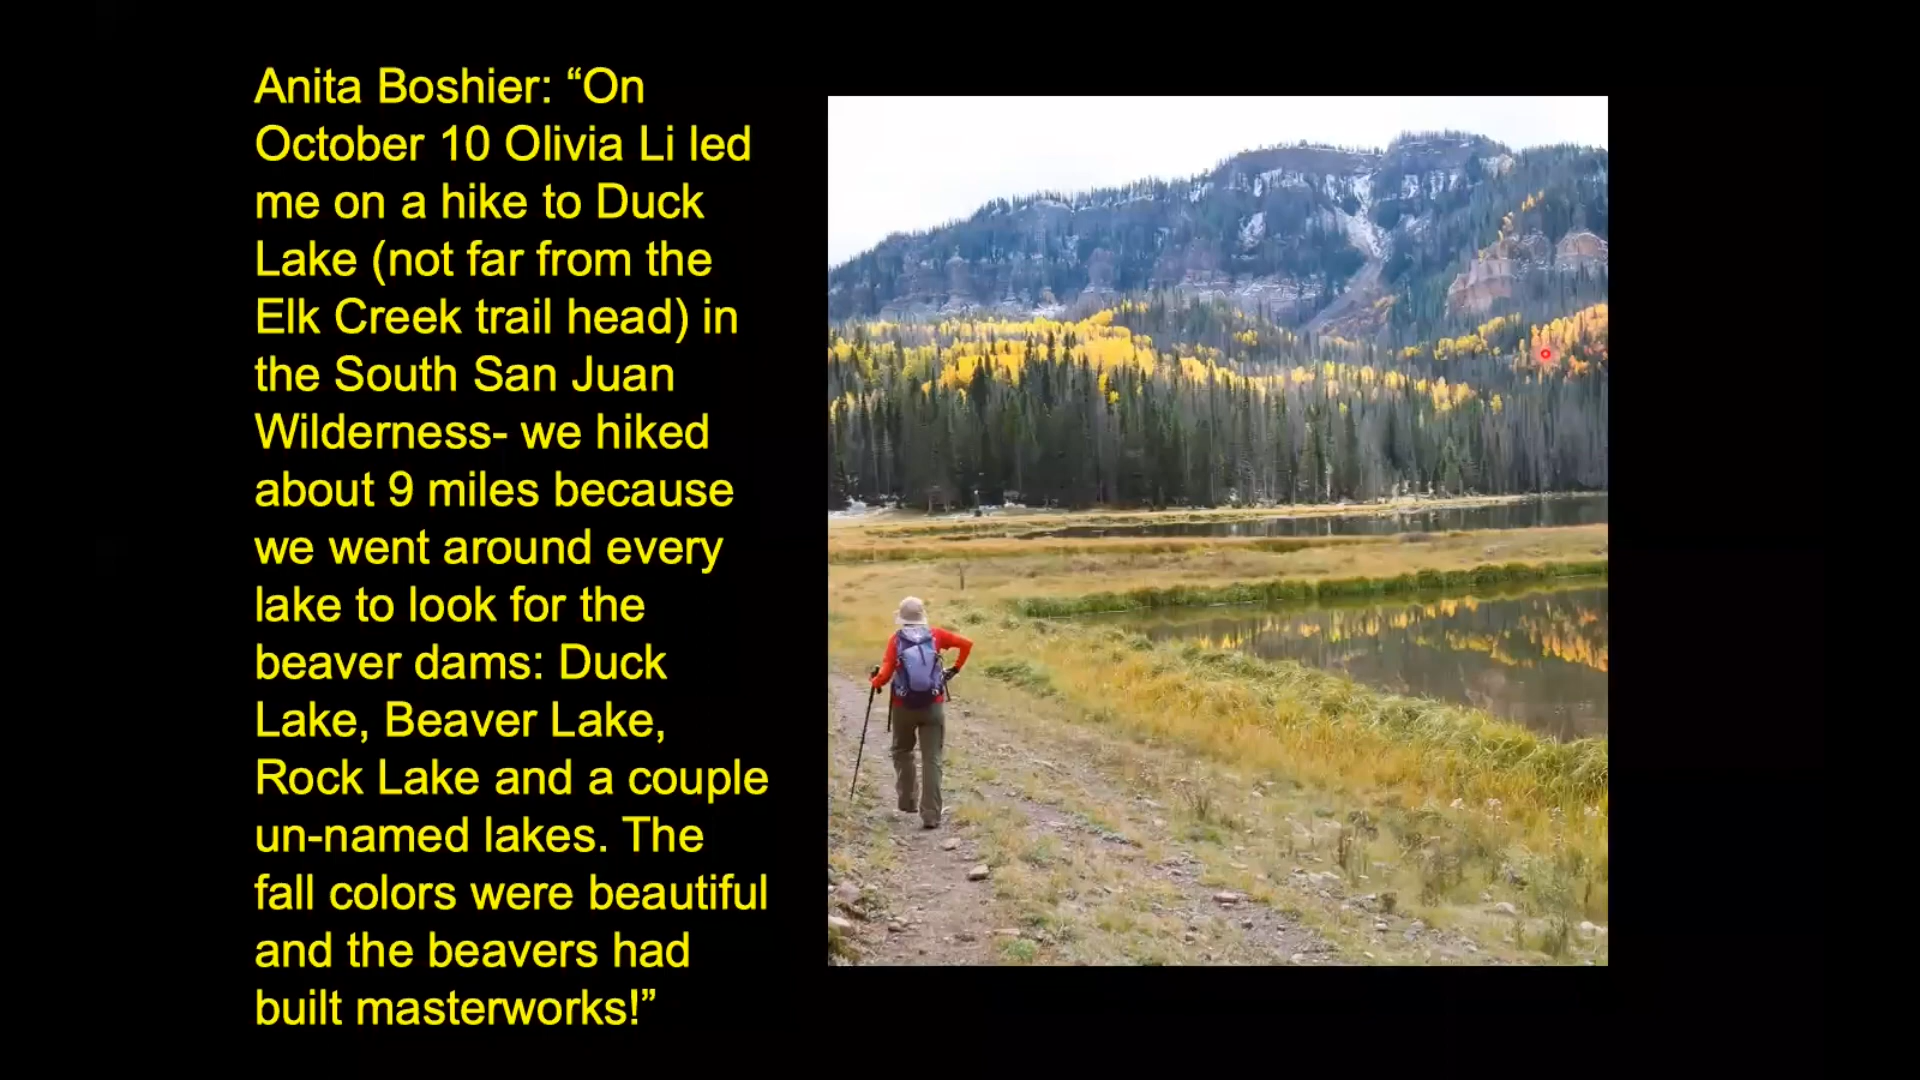 Anita Boshier: “On
October 10 Olivia Li led
me on a hike to Duck
Lake (not far from the
Elk Creek trail head) in
the South San Juan
Wilderness- we hiked
about 9 miles because
we went around every
lake to look for the
beaver dams: Duck
Lake, Beaver Lake,
Rock Lake and a couple
un-named lakes. The
fall colors were beautiful
and the beavers had
built masterworks!”